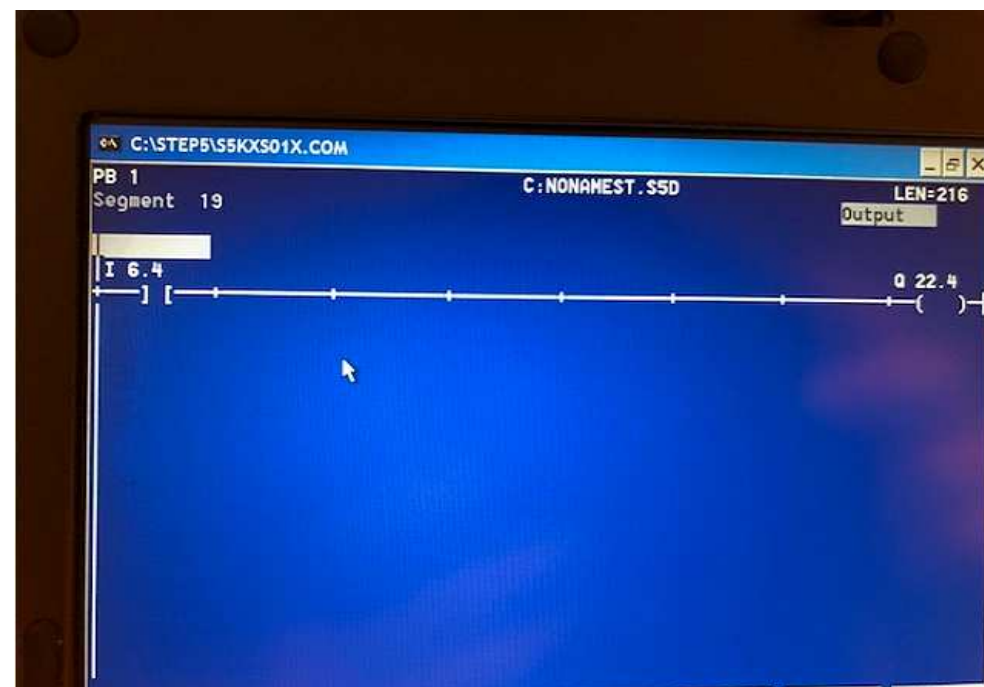 C:\STEP5\S5KXS01X.COM
PB 1 C:NONAMEST.S5D LEN=216
Segment 19 Output
I 6.4 Q 22.4